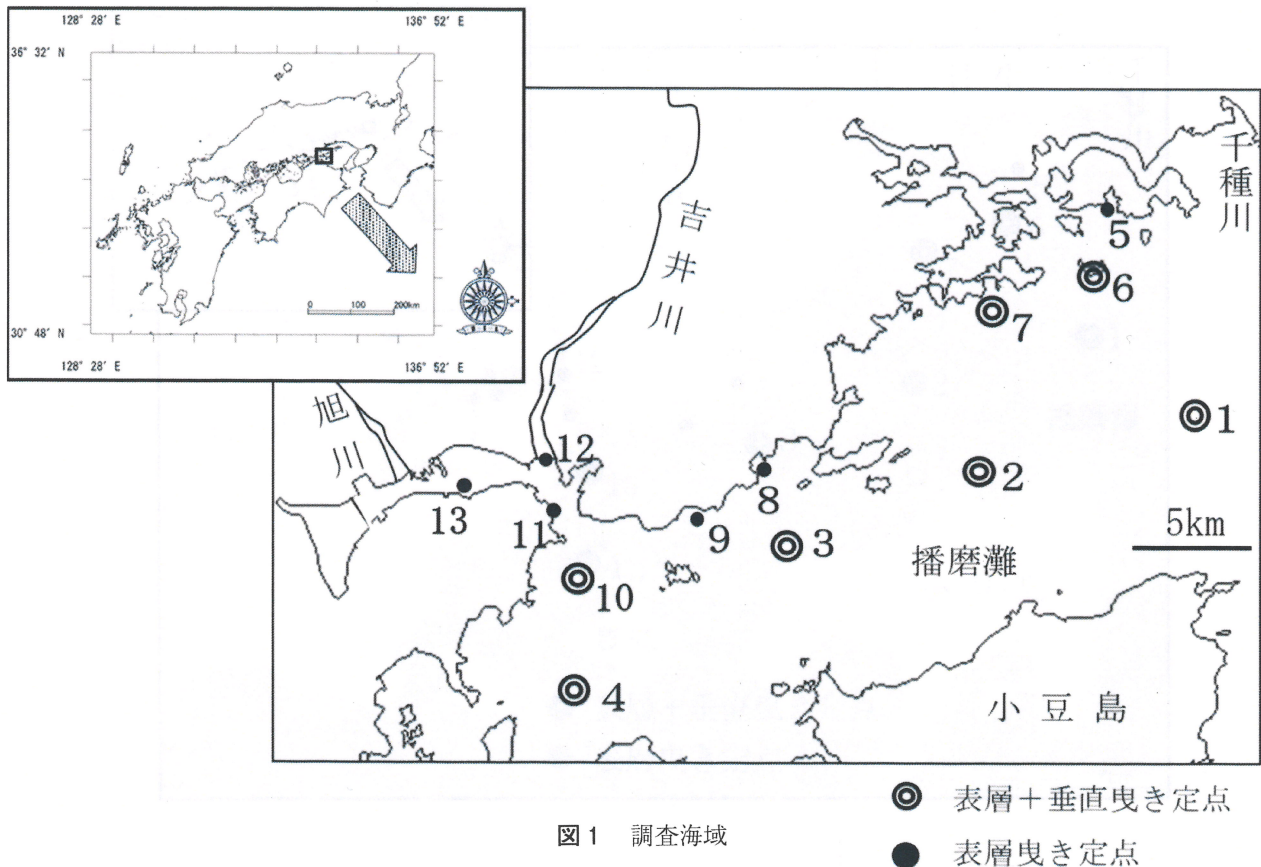 128° 28′ E
136° 52′ E
36° 32′ N
30° 48′ N
128° 28′ E
136° 52′ E
0 100 200km
千種川
吉井川
旭川
5
6
7
1
2
12
8
13
11
9
3
5km
播磨灘
10
4
小豆島
表層+垂直曳き定点
表層曳き定点
図1 調査海域